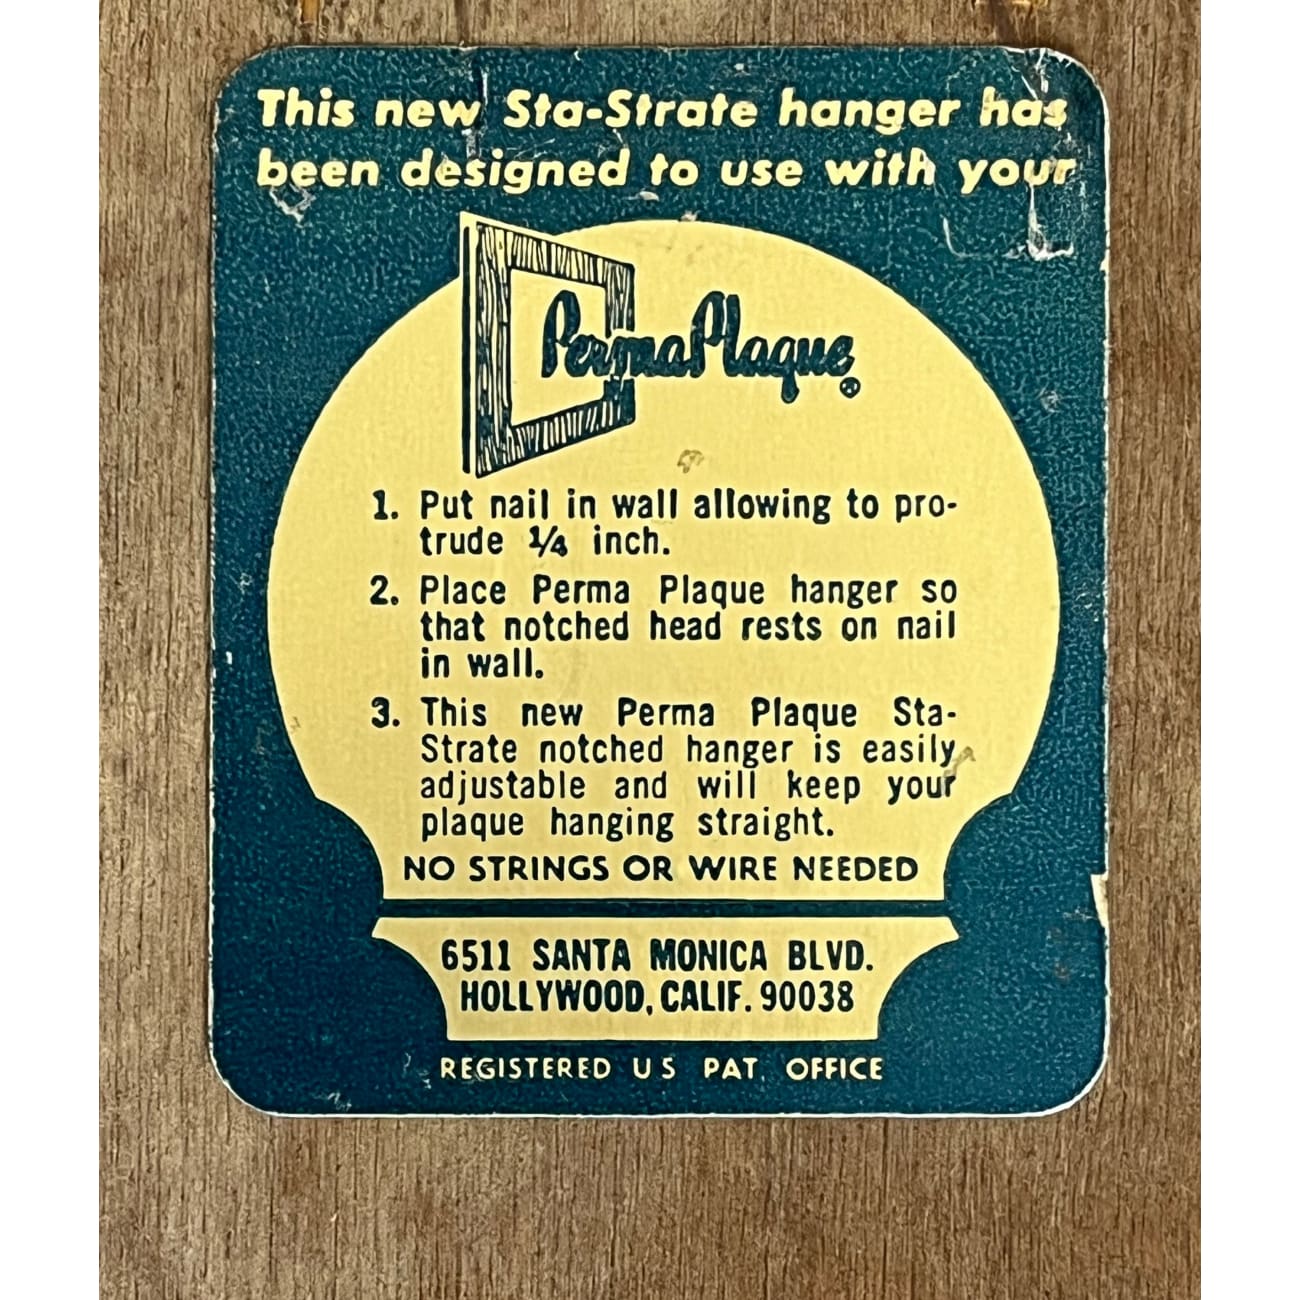 This new Sta-Strate hanger has
been designed to use with your
Perma Plaque®
1. Put nail in wall allowing to pro-
trude 1/4 inch.
2. Place Perma Plaque hanger so
that notched head rests on nail
in wall.
3. This new Perma Plaque Sta-
Strate notched hanger is easily
adjustable and will keep your
plaque hanging straight.
NO STRINGS OR WIRE NEEDED
6511 SANTA MONICA BLVD.
HOLLYWOOD, CALIF. 90038
REGISTERED U S PAT. OFFICE